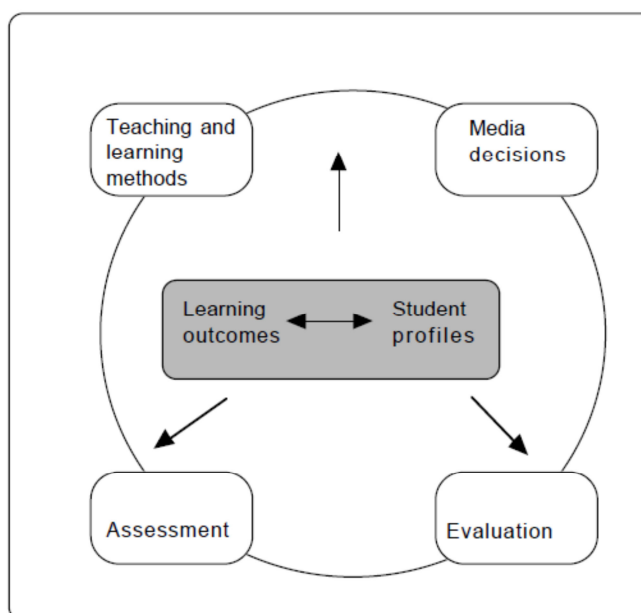 Teaching and
learning
methods
Media
decisions
Learning
outcomes
Student
profiles
Assessment
Evaluation